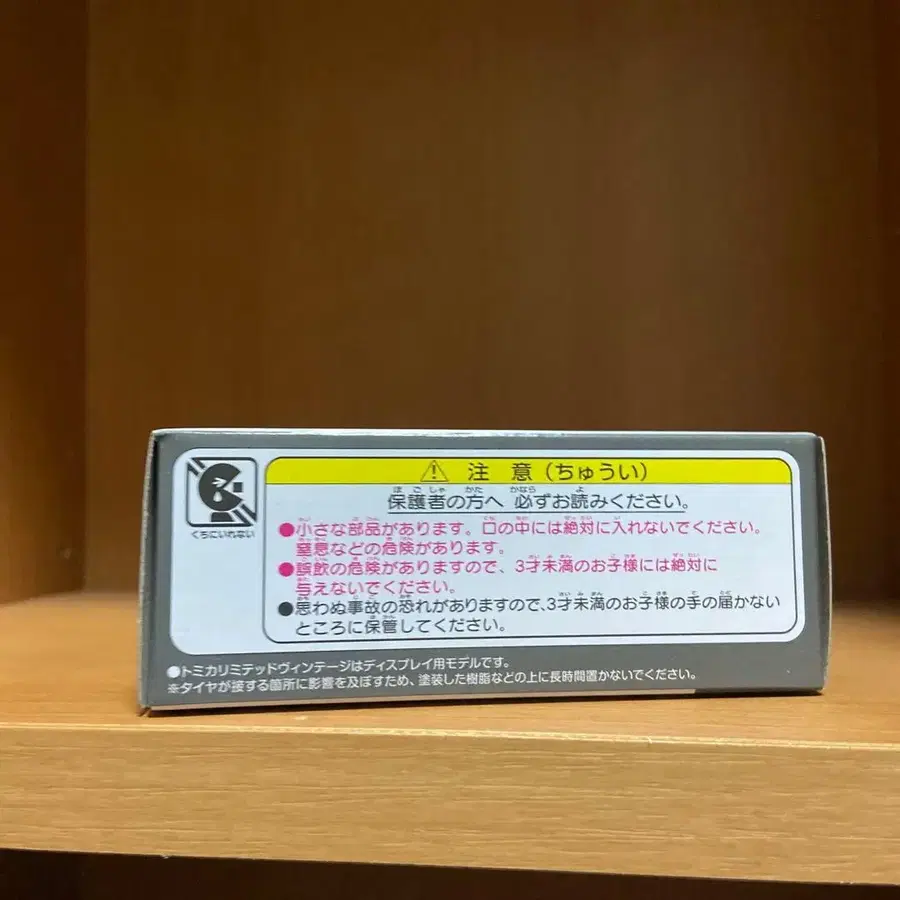 ⚠ 注 意 (ちゅうい)
保護者の方へ 必ずお読みください。
●小さな部品があります。口の中には絶対に入れないでください。
窒息などの危険があります。
●誤飲の危険がありますので、3才未満のお子様には絶対に
与えないでください。
●思わぬ事故の恐れがありますので、3才未満のお子様の手の届かない
ところに保管してください。
くちにいれない
●トミカリミテッドヴィンテージはディスプレイ用モデルです。
※タイヤが接する箇所に影響を及ぼすため、塗装した樹脂などの上に長時間置かないでください。